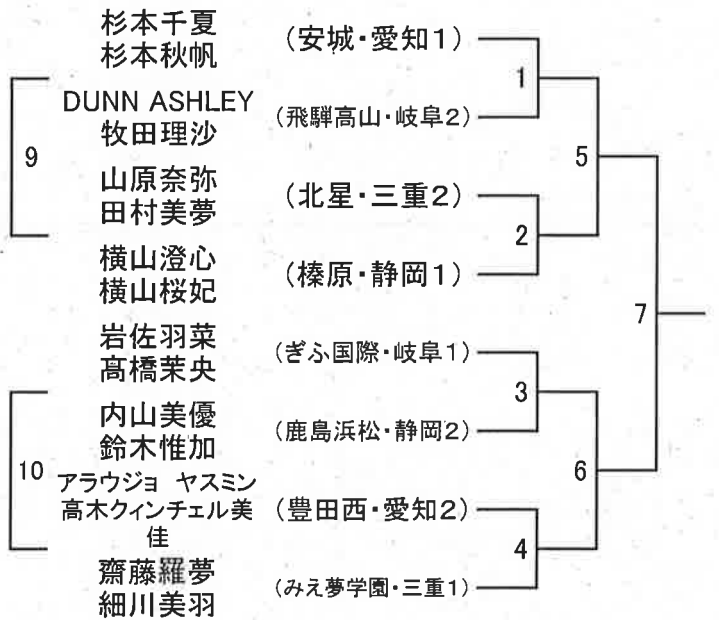 杉本千夏
杉本秋帆
(安城・愛知1)
1
DUNN ASHLEY
牧田理沙
(飛騨高山・岐阜2)
9
5
山原奈弥
田村美夢
(北星・三重2)
2
横山澄心
横山桜妃
(榛原・静岡1)
7
岩佐羽菜
髙橋茉央
(ぎふ国際・岐阜1)
3
内山美優
鈴木惟加
(鹿島浜松・静岡2)
10
6
アラウジョ ヤスミン
高木クィンチェル美
佳
(豊田西・愛知2)
4
齋藤羅夢
細川美羽
(みえ夢学園・三重1)